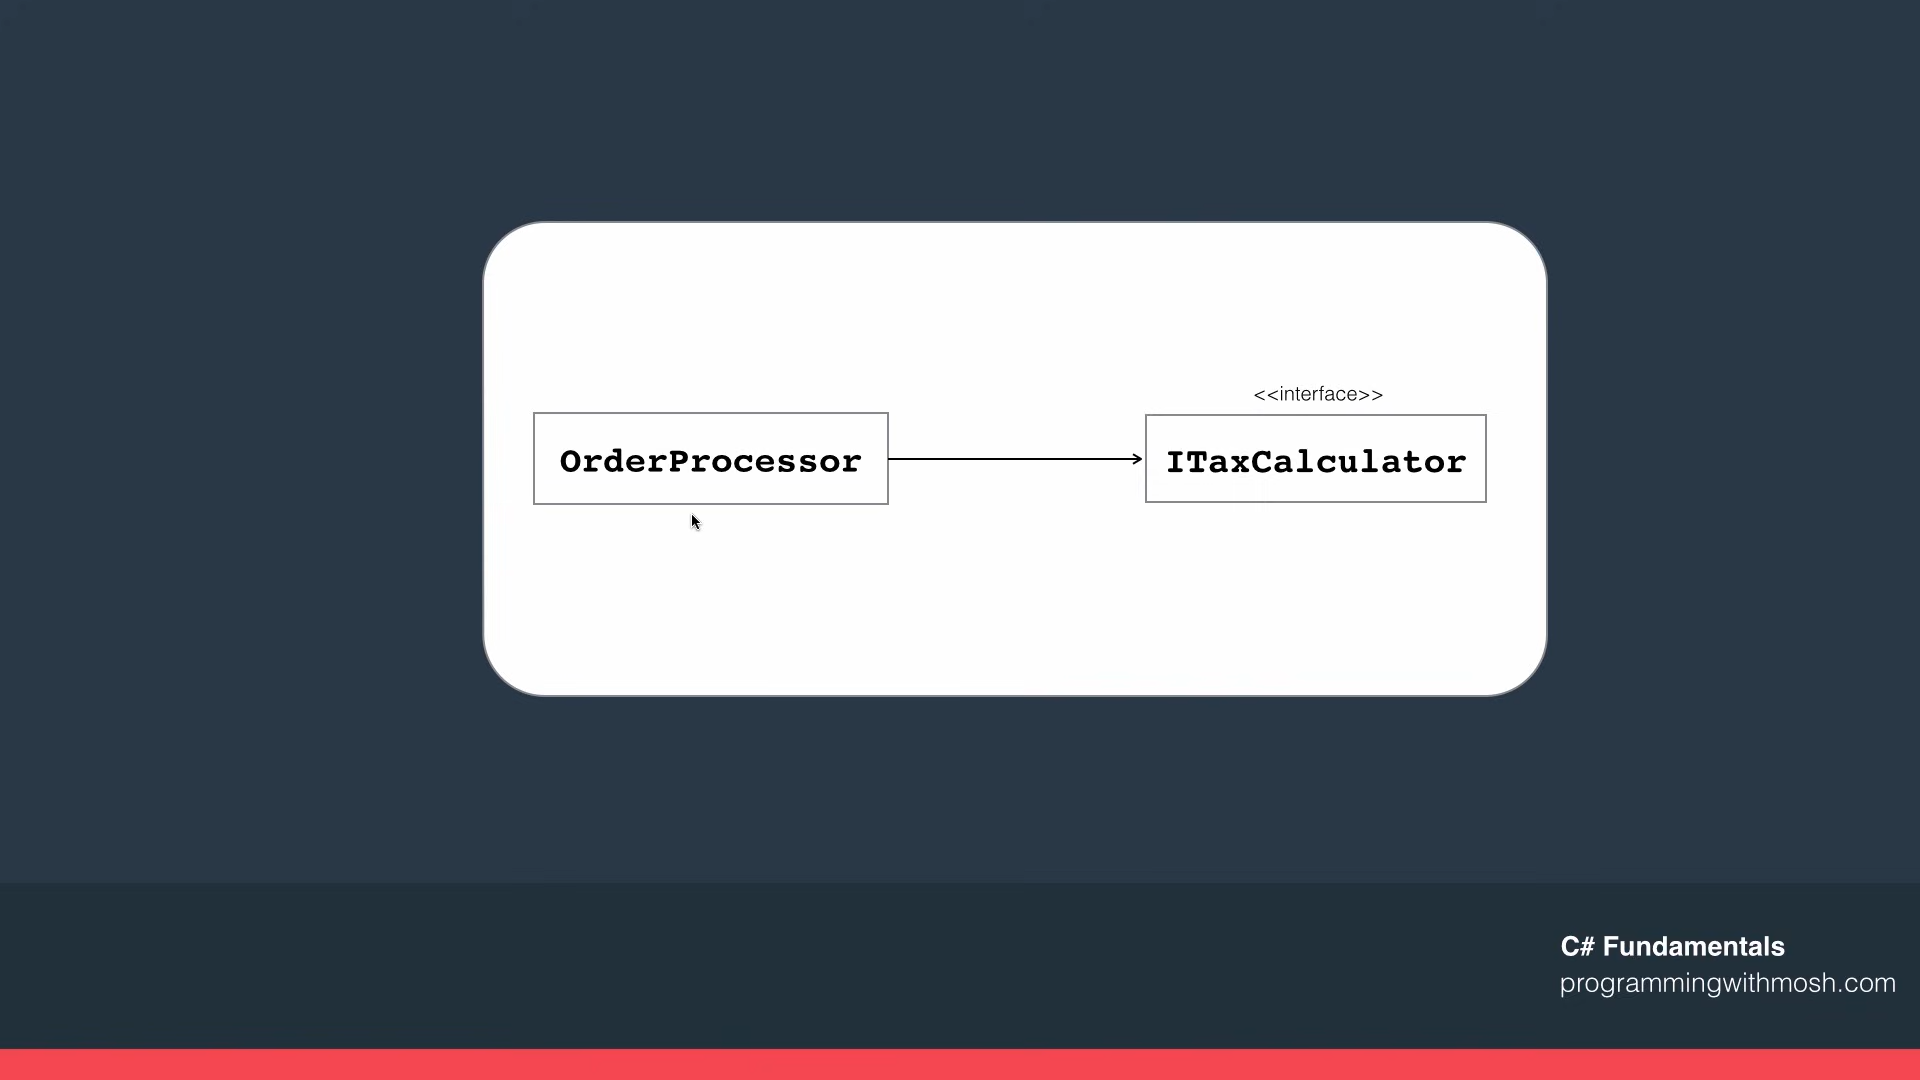 <<interface>>
OrderProcessor
ITaxCalculator
C# Fundamentals
programmingwithmosh.com